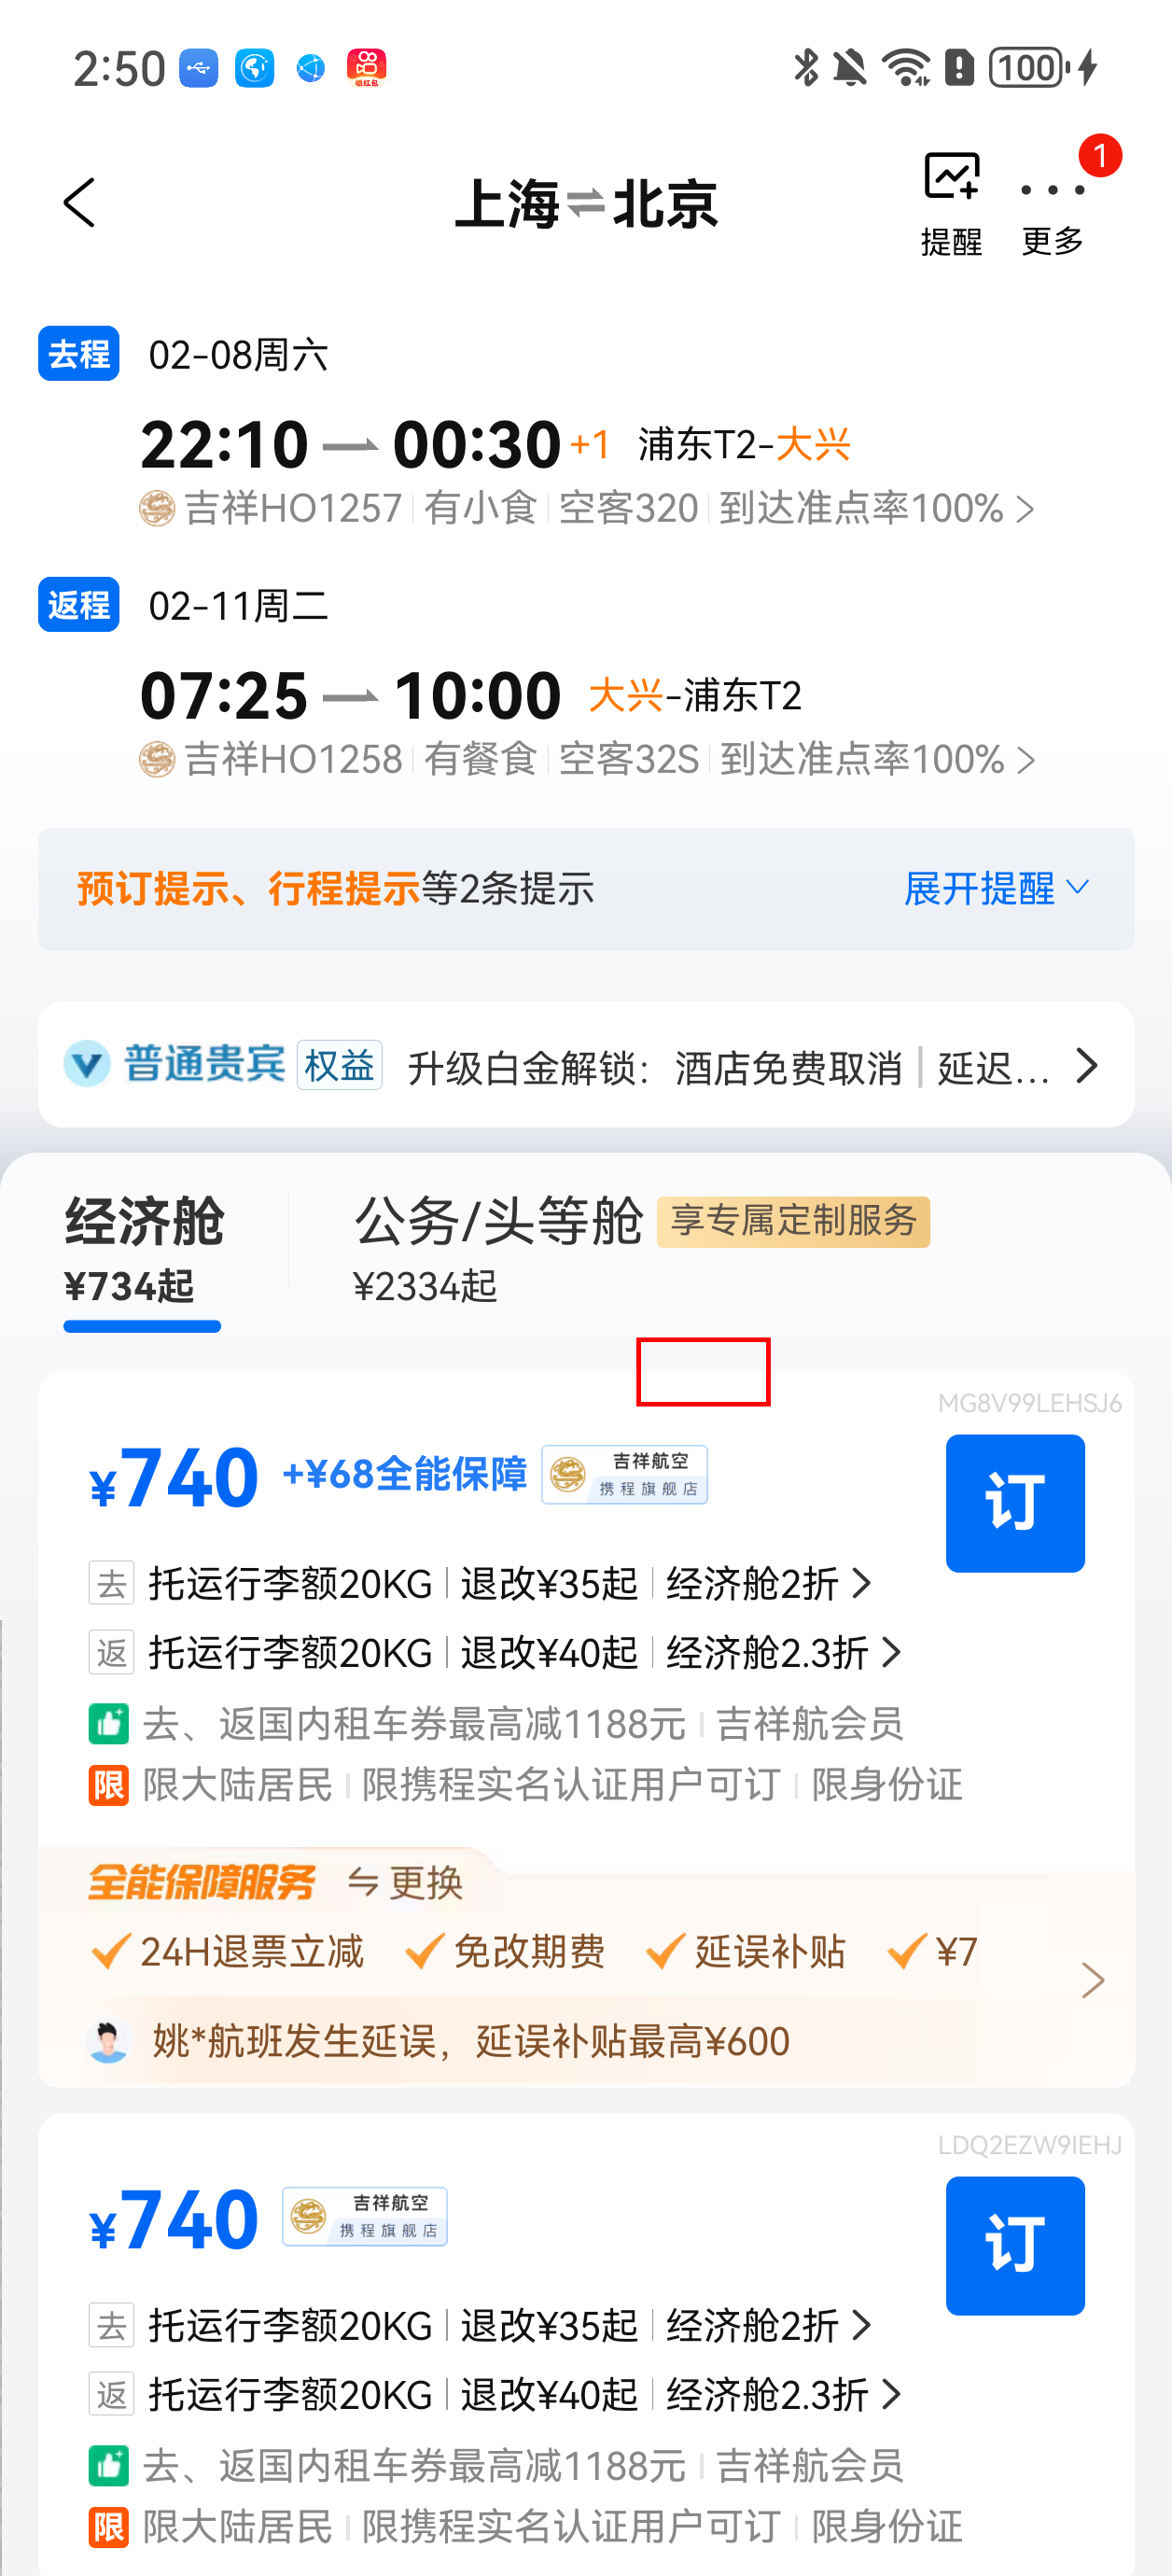 2:50 领红包 100
上海⇌北京
1
提醒 更多
去程 02-08周六
22:10 00:30 +1 浦东T2-大兴
吉祥HO1257 有小食 空客320 到达准点率100%
返程 02-11周二
07:25 10:00 大兴-浦东T2
吉祥HO1258 有餐食 空客32S 到达准点率100%
预订提示、行程提示等2条提示 展开提醒
普通贵宾 权益 升级白金解锁：酒店免费取消 | 延迟...
经济舱 公务/头等舱 享专属定制服务
¥734起 ¥2334起
MG8V99LEHSJ6
¥740 +¥68全能保障 吉祥航空 携程旗舰店 订
去 托运行李额20KG 退改¥35起 经济舱2折
返 托运行李额20KG 退改¥40起 经济舱2.3折
去、返国内租车券最高减1188元 吉祥航会员
限 限大陆居民 限携程实名认证用户可订 限身份证
全能保障服务 更换
24H退票立减 免改期费 延误补贴 ¥7
姚*航班发生延误，延误补贴最高¥600
LDQ2EZW9IEHJ
¥740 吉祥航空 携程旗舰店 订
去 托运行李额20KG 退改¥35起 经济舱2折
返 托运行李额20KG 退改¥40起 经济舱2.3折
去、返国内租车券最高减1188元 吉祥航会员
限 限大陆居民 限携程实名认证用户可订 限身份证